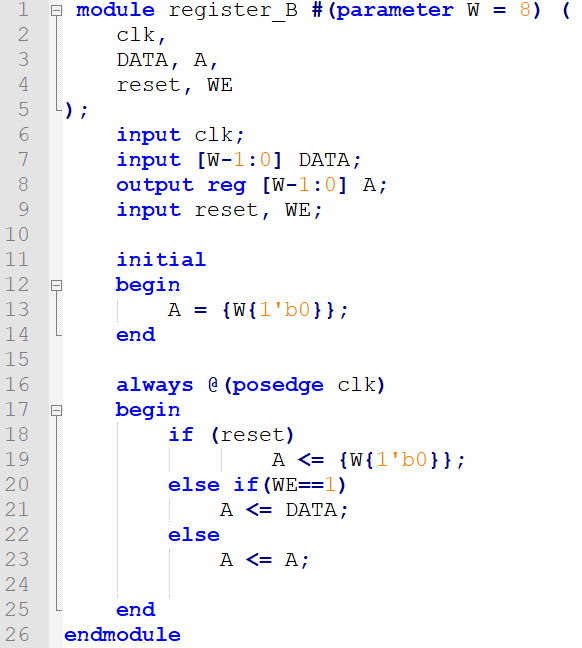 1 module register_B #(parameter W = 8) (
2 clk,
3 DATA, A,
4 reset, WE
5 );
6 input clk;
7 input [W-1:0] DATA;
8 output reg [W-1:0] A;
9 input reset, WE;
10
11 initial
12 begin
13 A = {W{1'b0}};
14 end
15
16 always @(posedge clk)
17 begin
18 if (reset)
19 A <= {W{1'b0}};
20 else if(WE==1)
21 A <= DATA;
22 else
23 A <= A;
24
25 end
26 endmodule